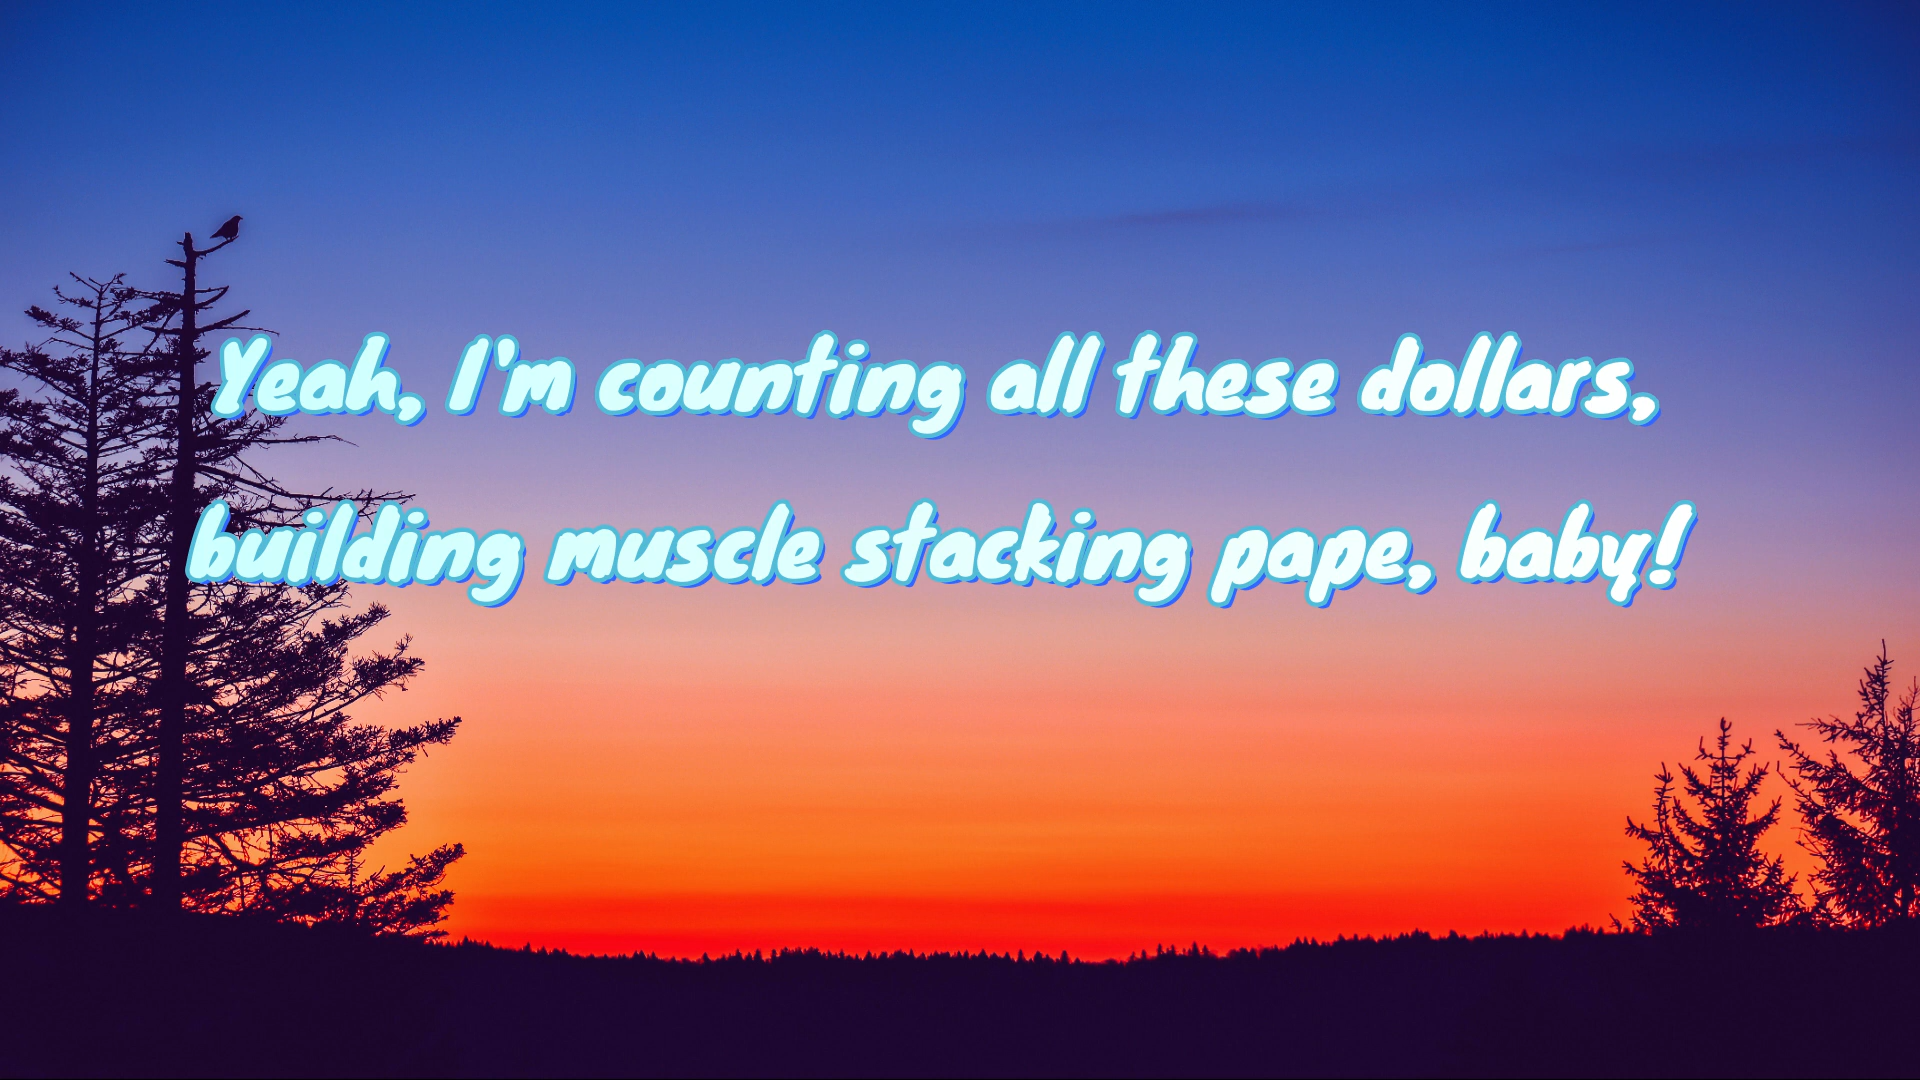 Yeah, I'm counting all these dollars,
building muscle stacking pape, baby!